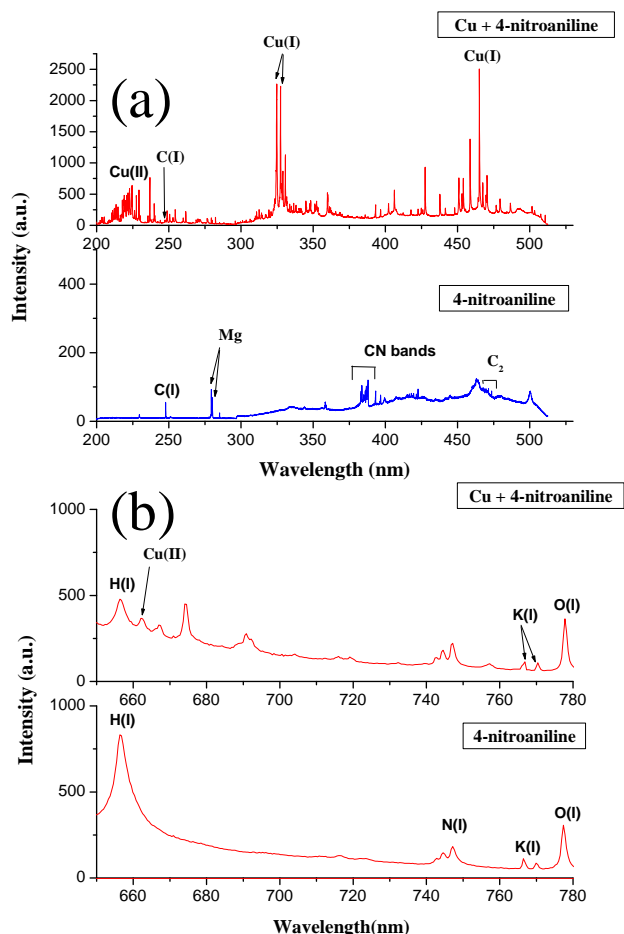 Cu + 4-nitroaniline
(a)
Cu(I)
Cu(I)
Cu(II)
C(I)
2500
2000
1500
1000
500
0
200 250 300 350 400 450 500 550
Intensity (a.u.)
4-nitroaniline
400
200
0
Mg
C(I)
CN bands
C2
200 250 300 350 400 450 500 550
Wavelength (nm)
Cu + 4-nitroaniline
(b)
1000
500
0
H(I)
Cu(II)
K(I)
O(I)
660 680 700 720 740 760 780
Intensity (a.u.)
4-nitroaniline
1000
500
0
H(I)
N(I)
K(I)
O(I)
660 680 700 720 740 760 780
Wavelength(nm)